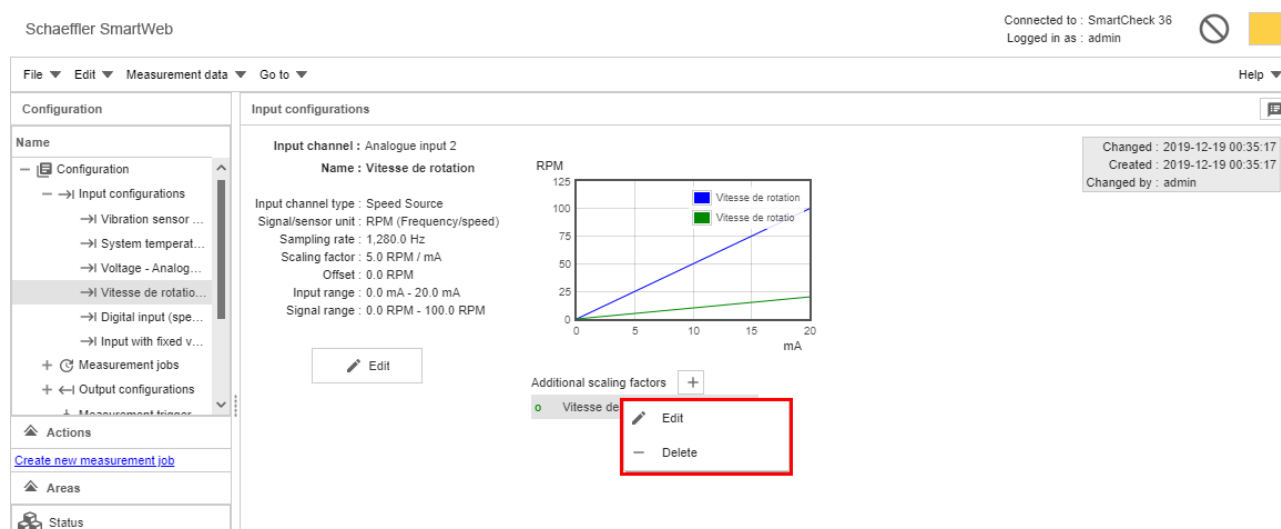 Schaeffler SmartWeb
Connected to : SmartCheck 36
Logged in as : admin
File Edit Measurement data Go to Help
Configuration
Name
Configuration
Input configurations
Vibration sensor ...
System temperat...
Voltage - Analog...
Vitesse de rotatio...
Digital input (spe...
Input with fixed v...
Measurement jobs
Output configurations
Measurement trigger
Actions
Create new measurement job
Areas
Status
Input configurations
Input channel : Analogue input 2
Name : Vitesse de rotation
Input channel type : Speed Source
Signal/sensor unit : RPM (Frequency/speed)
Sampling rate : 1,280.0 Hz
Scaling factor : 5.0 RPM / mA
Offset : 0.0 RPM
Input range : 0.0 mA - 20.0 mA
Signal range : 0.0 RPM - 100.0 RPM
Edit
RPM
125
100
75
50
25
0
0 5 10 15 20
mA
Vitesse de rotation
Vitesse de rotatio
Additional scaling factors +
o Vitesse de
Edit
Delete
Changed : 2019-12-19 00:35:17
Created : 2019-12-19 00:35:17
Changed by : admin